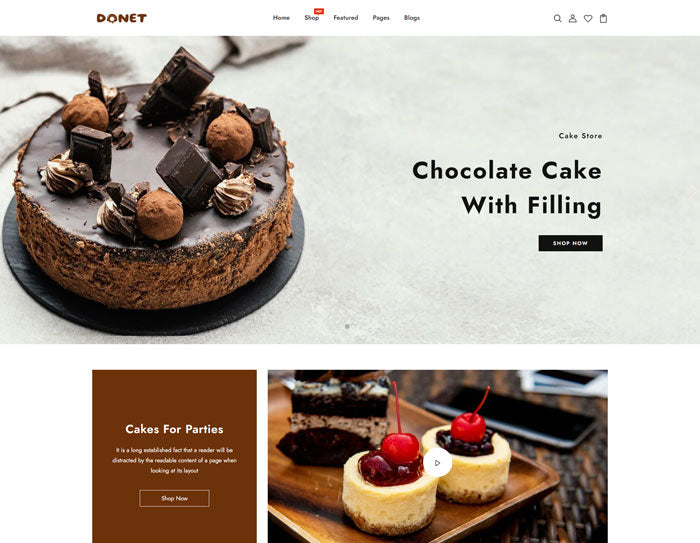 DONET
Home
Shop
HOT
Featured
Pages
Blogs
Cake Store
Chocolate Cake
With Filling
SHOP NOW
Cakes For Parties
It is a long established fact that a reader will be
distracted by the readable content of a page when
looking at its layout
Shop Now